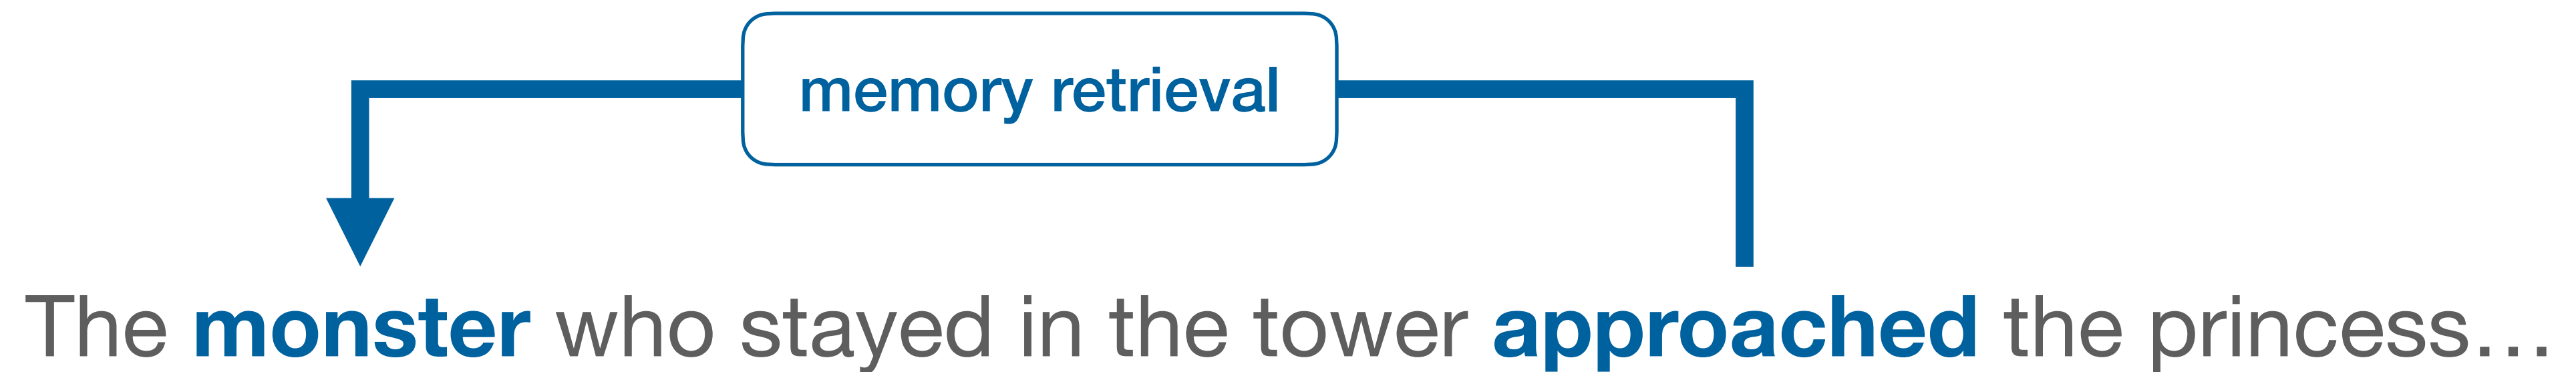 memory retrieval
The monster who stayed in the tower approached the princess…